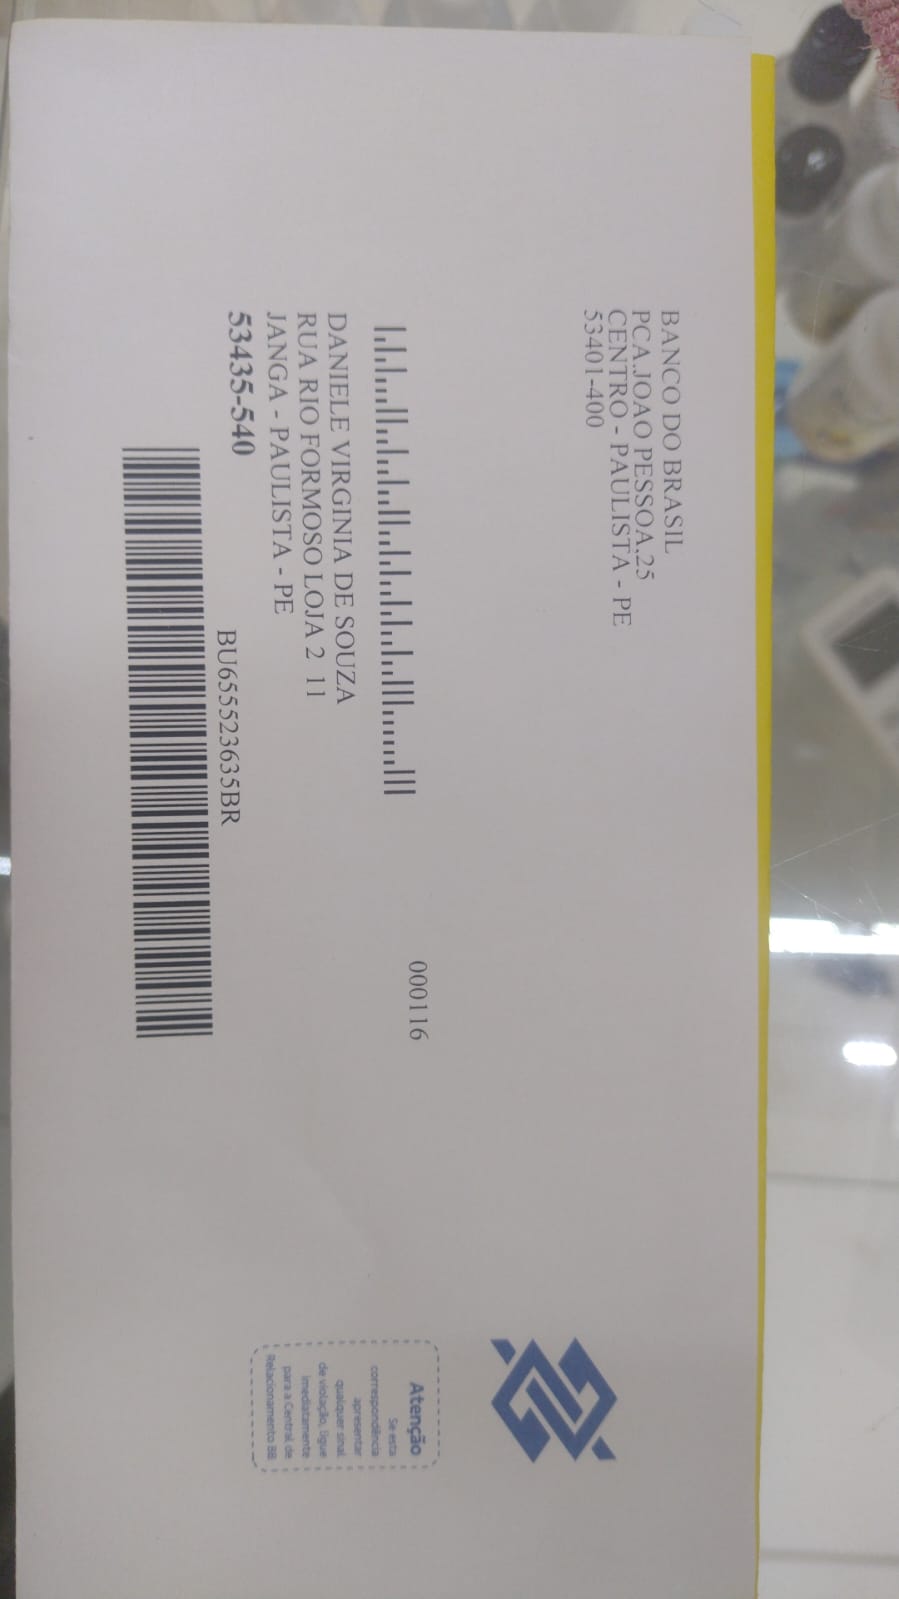 BANCO DO BRASIL
PCA.JOAO PESSOA,25
CENTRO - PAULISTA - PE
53401-400
000116
DANIELE VIRGINIA DE SOUZA
RUA RIO FORMOSO LOJA 2  11
JANGA - PAULISTA - PE
53435-540
BU655523635BR
Atenção
Se esta
correspondência
apresentar
qualquer sinal
de violação, ligue
imediatamente
para a Central de
Relacionamento BB